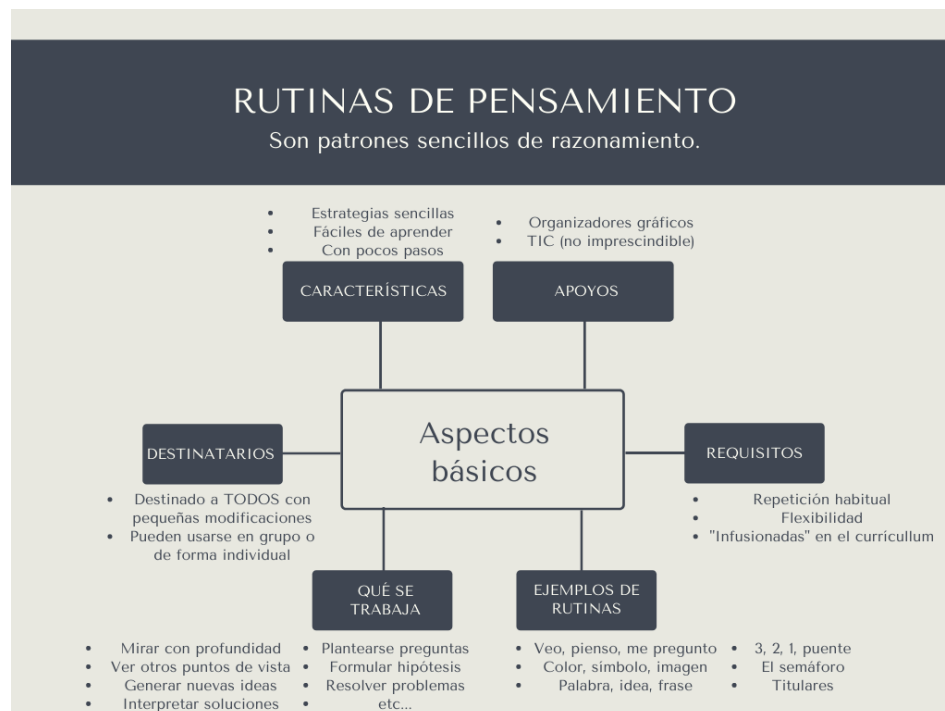 RUTINAS DE PENSAMIENTO
Son patrones sencillos de razonamiento.
• Estrategias sencillas
• Fáciles de aprender
• Con pocos pasos
CARACTERÍSTICAS
• Organizadores gráficos
• TIC (no imprescindible)
APOYOS
Aspectos
básicos
DESTINATARIOS
• Destinado a TODOS con
pequeñas modificaciones
• Pueden usarse en grupo o
de forma individual
REQUISITOS
• Repetición habitual
• Flexibilidad
• "Infusionadas" en el currícullum
QUÉ SE
TRABAJA
• Mirar con profundidad
• Ver otros puntos de vista
• Generar nuevas ideas
• Interpretar soluciones
• Plantearse preguntas
• Formular hipótesis
• Resolver problemas
• etc...
EJEMPLOS DE
RUTINAS
• Veo, pienso, me pregunto
• Color, símbolo, imagen
• Palabra, idea, frase
• 3, 2, 1, puente
• El semáforo
• Titulares